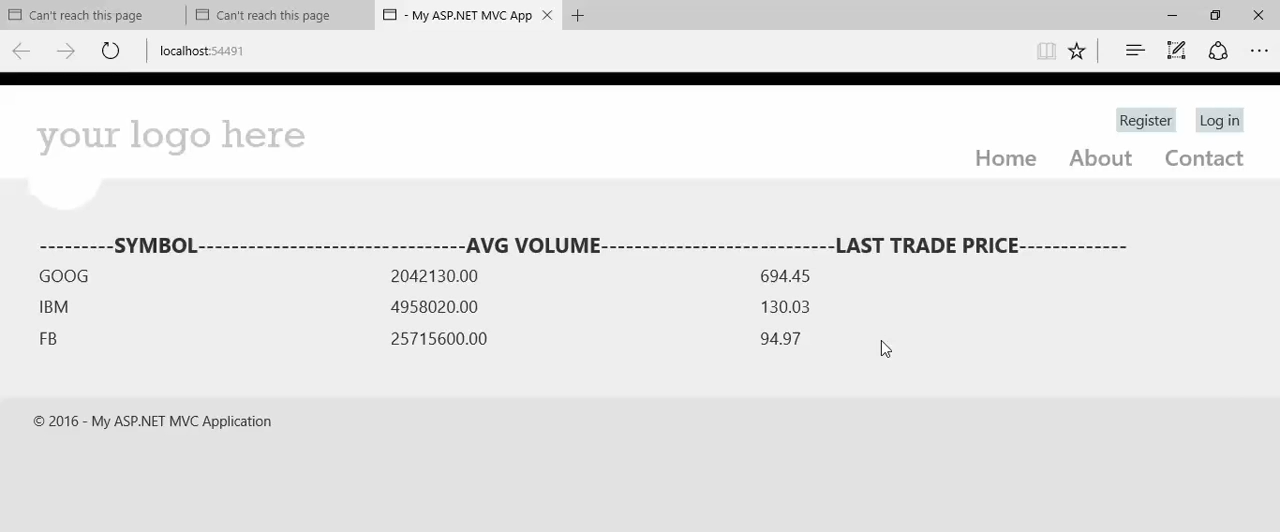 Can't reach this page Can't reach this page - My ASP.NET MVC App
localhost:54491
Register Log in
your logo here
Home About Contact
---------SYMBOL--------------------------------AVG VOLUME----------------------------LAST TRADE PRICE-------------
GOOG 2042130.00 694.45
IBM 4958020.00 130.03
FB 25715600.00 94.97
© 2016 - My ASP.NET MVC Application